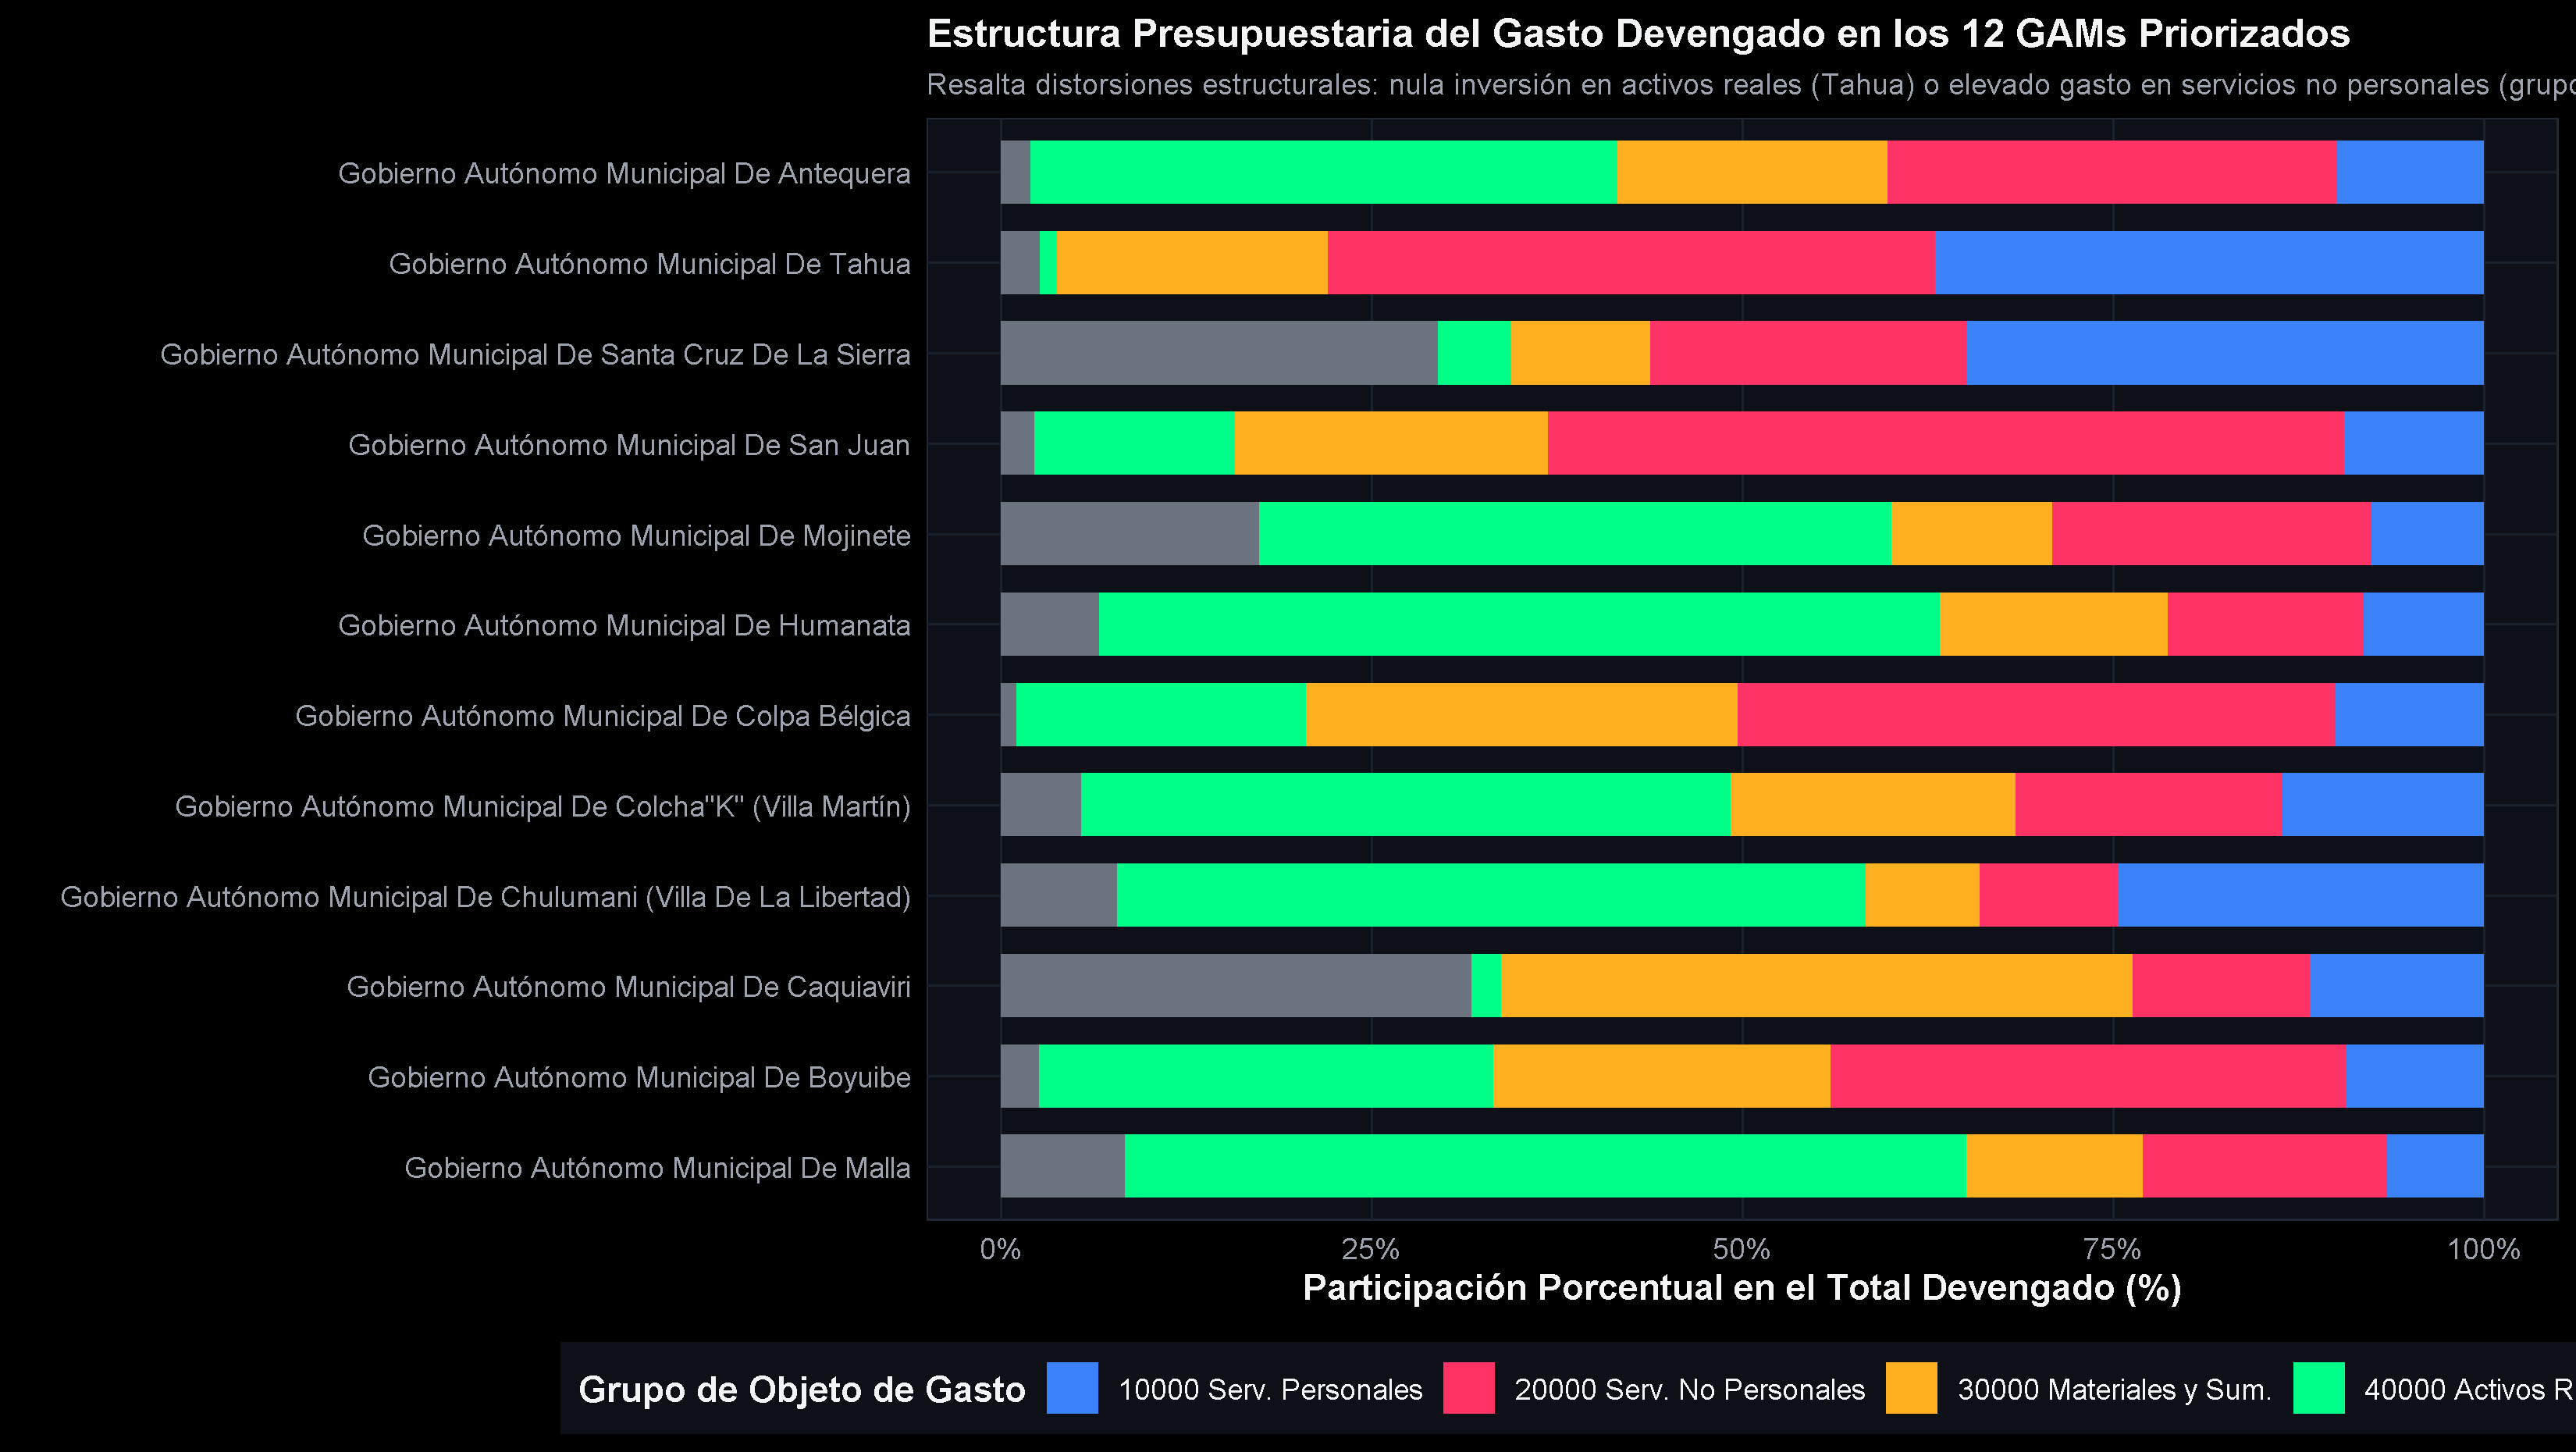 Estructura Presupuestaria del Gasto Devengado en los 12 GAMs Priorizados
Resalta distorsiones estructurales: nula inversión en activos reales (Tahua) o elevado gasto en servicios no personales (grupo
Gobierno Autónomo Municipal De Antequera
Gobierno Autónomo Municipal De Tahua
Gobierno Autónomo Municipal De Santa Cruz De La Sierra
Gobierno Autónomo Municipal De San Juan
Gobierno Autónomo Municipal De Mojinete
Gobierno Autónomo Municipal De Humanata
Gobierno Autónomo Municipal De Colpa Bélgica
Gobierno Autónomo Municipal De Colcha"K" (Villa Martín)
Gobierno Autónomo Municipal De Chulumani (Villa De La Libertad)
Gobierno Autónomo Municipal De Caquiaviri
Gobierno Autónomo Municipal De Boyuibe
Gobierno Autónomo Municipal De Malla
0% 25% 50% 75% 100%
Participación Porcentual en el Total Devengado (%)
Grupo de Objeto de Gasto 10000 Serv. Personales 20000 Serv. No Personales 30000 Materiales y Sum. 40000 Activos R